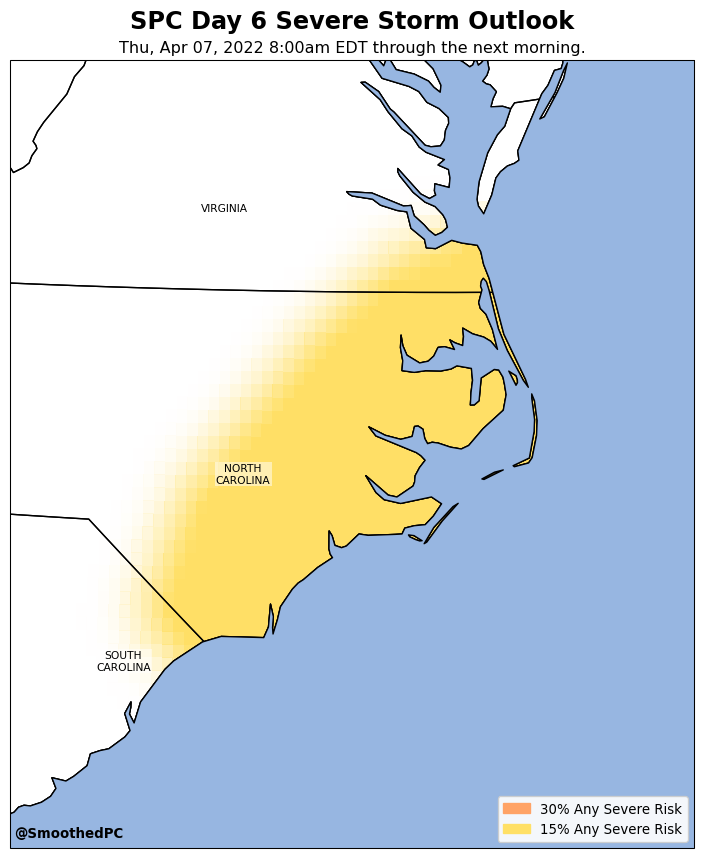 SPC Day 6 Severe Storm Outlook
Thu, Apr 07, 2022 8:00am EDT through the next morning.
VIRGINIA
NORTH
CAROLINA
SOUTH
CAROLINA
30% Any Severe Risk
15% Any Severe Risk
@SmoothedPC